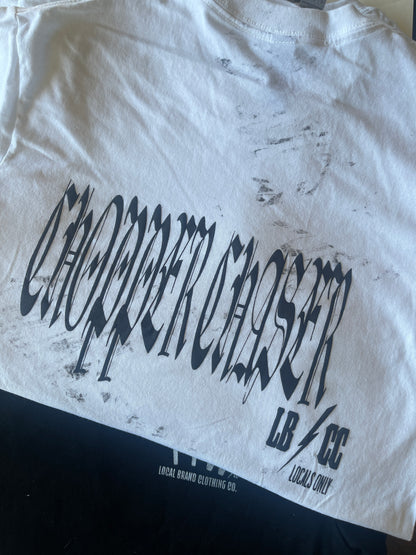 CHOPPER CHASER
LB CC
LOCALS ONLY
LOCAL BRAND CLOTHING CO.